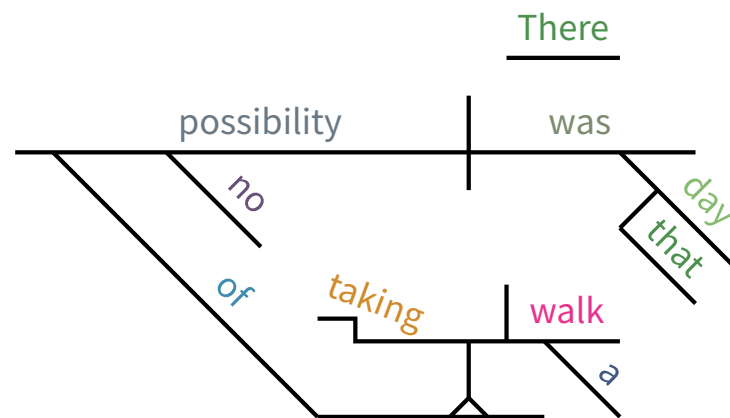 There
possibility was
no day
that
of taking walk
a